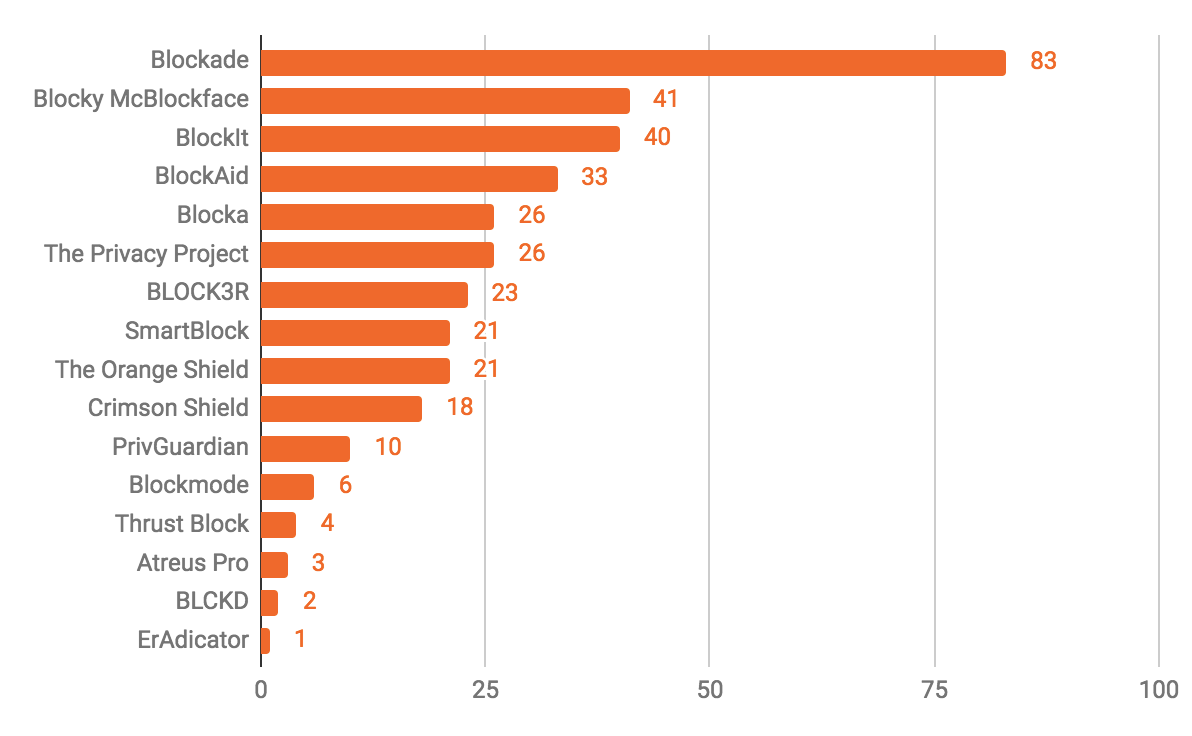 Blockade 83
Blocky McBlockface 41
BlockIt 40
BlockAid 33
Blocka 26
The Privacy Project 26
BLOCK3R 23
SmartBlock 21
The Orange Shield 21
Crimson Shield 18
PrivGuardian 10
Blockmode 6
Thrust Block 4
Atreus Pro 3
BLCKD 2
ErAdicator 1
0 25 50 75 100